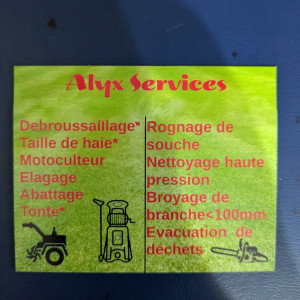 Alyx Services
Debroussaillage*
Taille de haie*
Motoculteur
Elagage
Abattage
Tonte*
Rognage de
souche
Nettoyage haute
pression
Broyage de
branche<100mm
Evacuation de
déchets